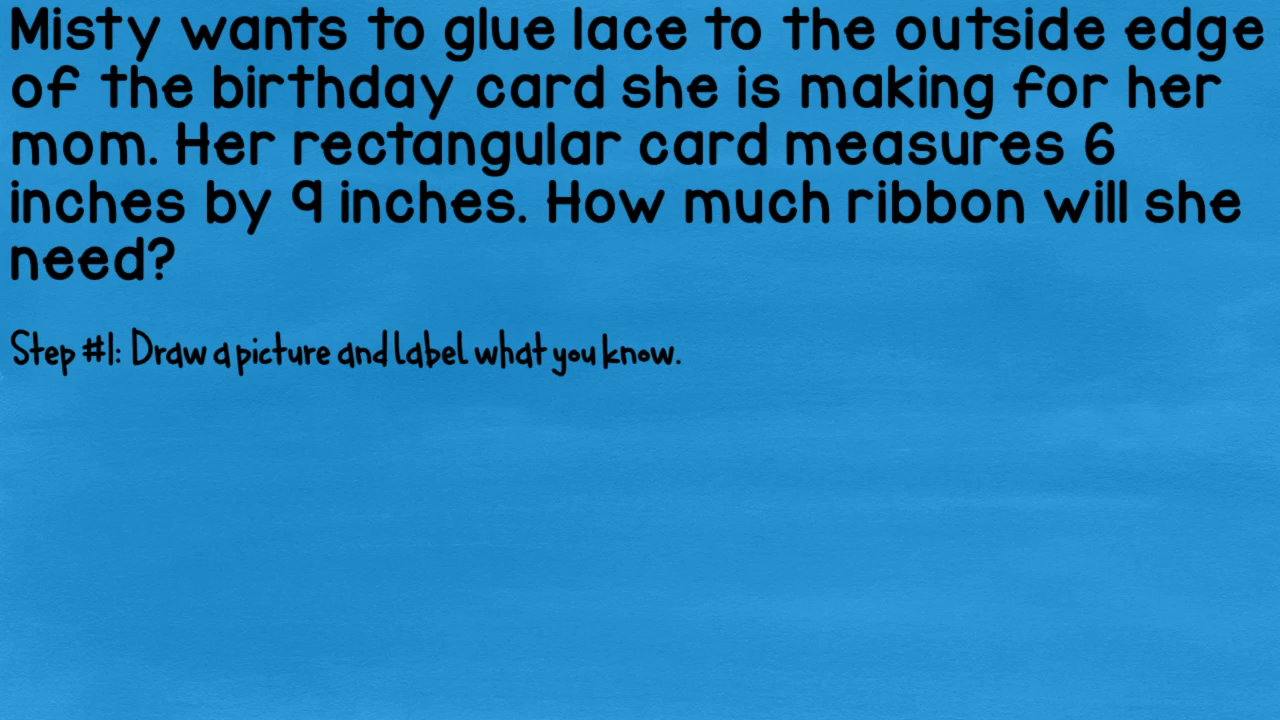 Misty wants to glue lace to the outside edge
of the birthday card she is making for her
mom. Her rectangular card measures 6
inches by 9 inches. How much ribbon will she
need?
Step #1: Draw a picture and label what you know.